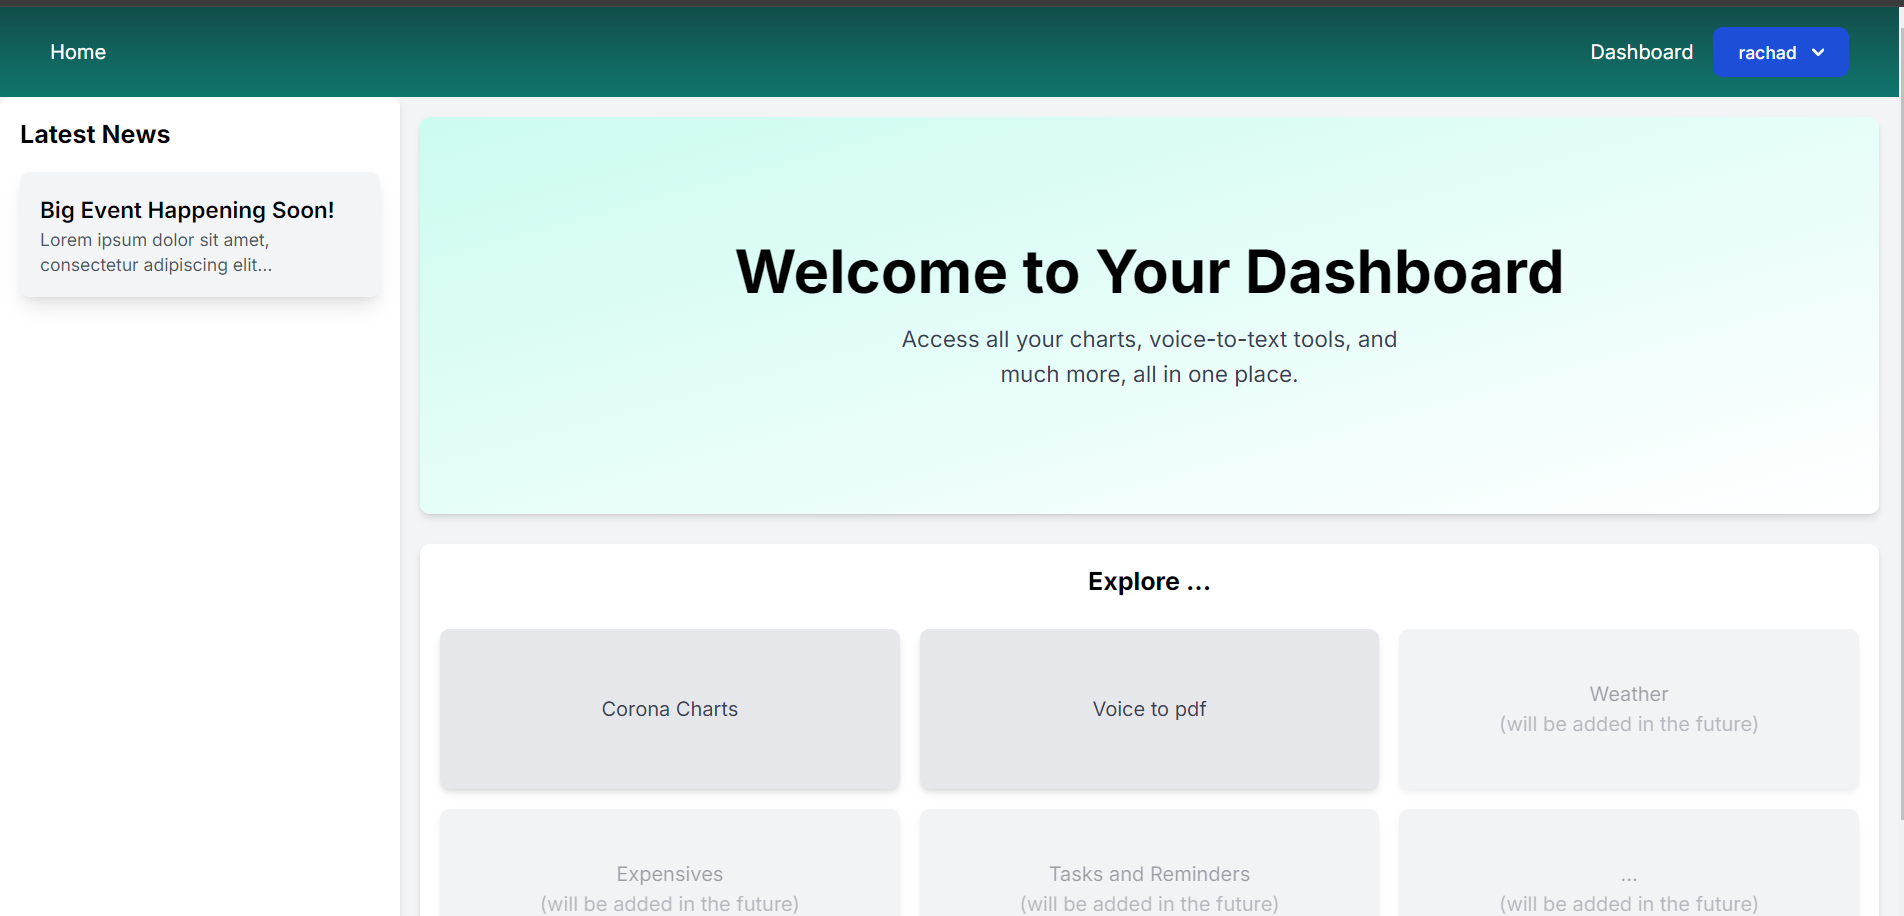 Home
Dashboard
rachad
Latest News
Big Event Happening Soon!
Lorem ipsum dolor sit amet,
consectetur adipiscing elit...
Welcome to Your Dashboard
Access all your charts, voice-to-text tools, and
much more, all in one place.
Explore ...
Corona Charts
Voice to pdf
Weather
(will be added in the future)
Expensives
(will be added in the future)
Tasks and Reminders
(will be added in the future)
...
(will be added in the future)